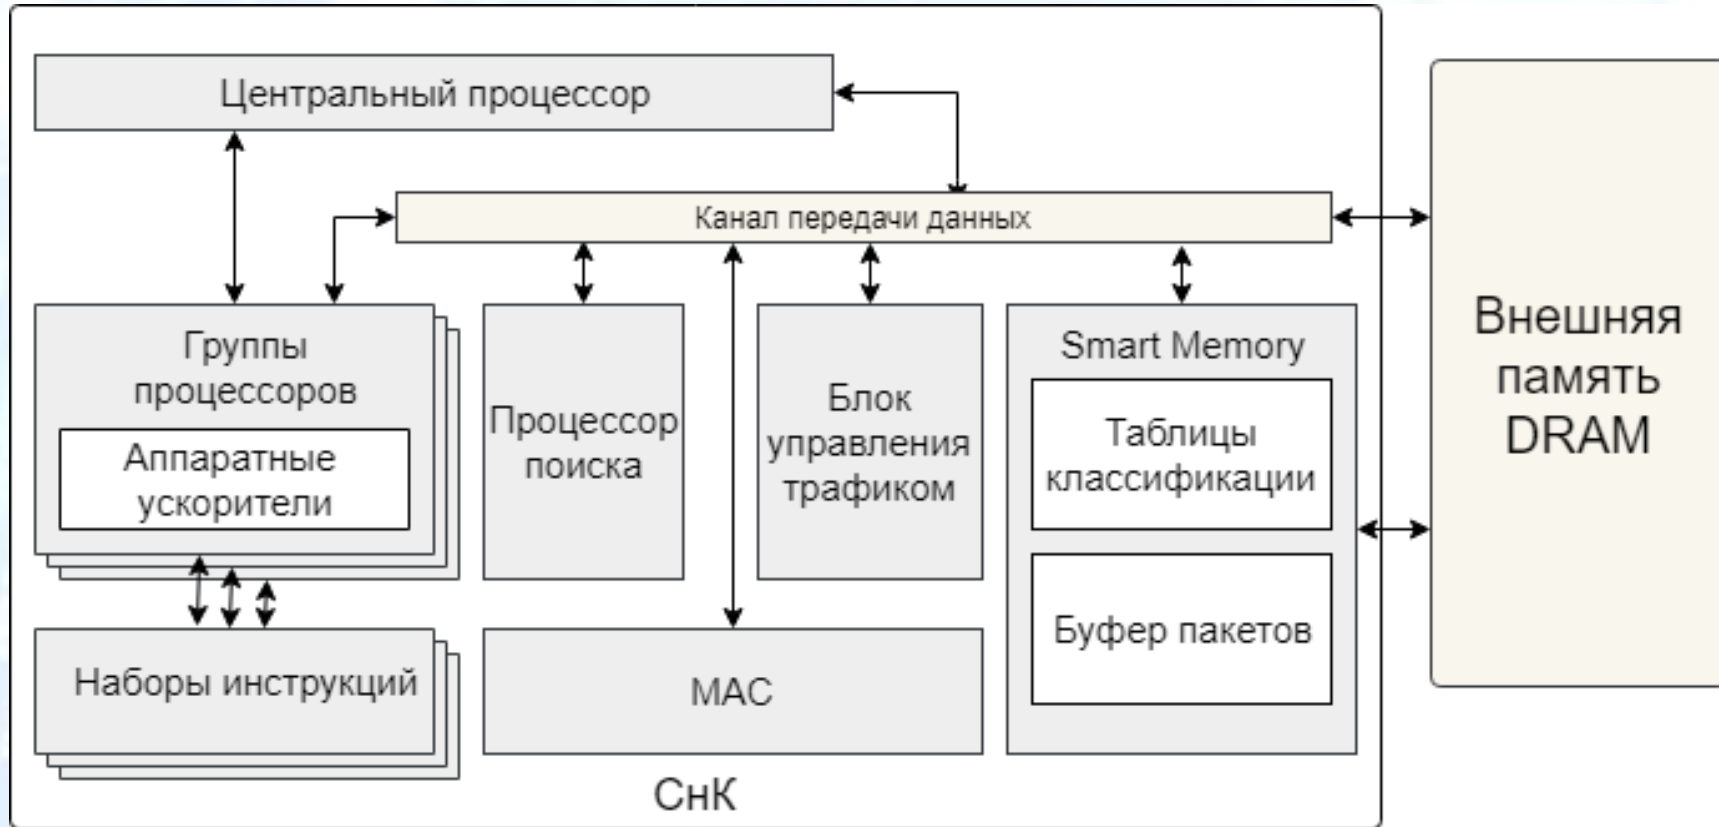 Центральный процессор
Канал передачи данных
Группы
процессоров
Аппаратные
ускорители
Наборы инструкций
Процессор
поиска
MAC
Блок
управления
трафиком
Smart Memory
Таблицы
классификации
Буфер пакетов
СнК
Внешняя
память
DRAM